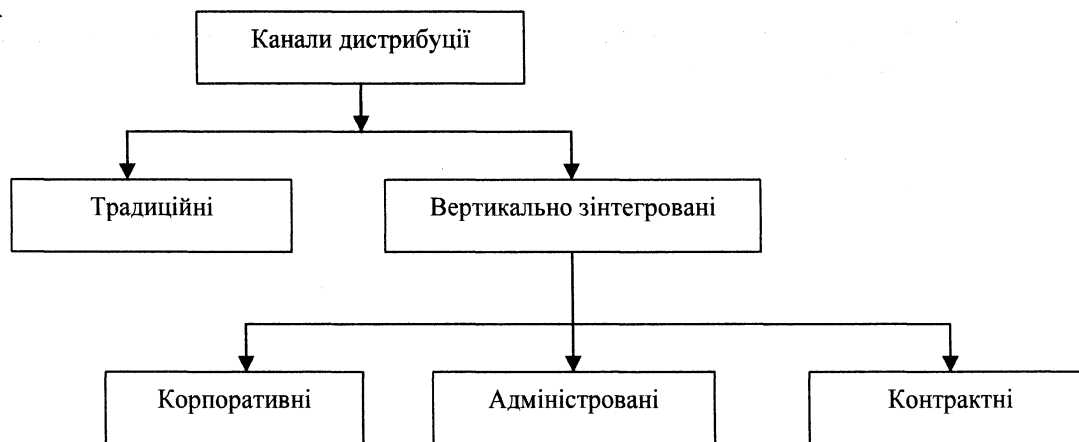 Канали дистрибуції
Традиційні
Вертикально зінтегровані
Корпоративні
Адміністровані
Контрактні